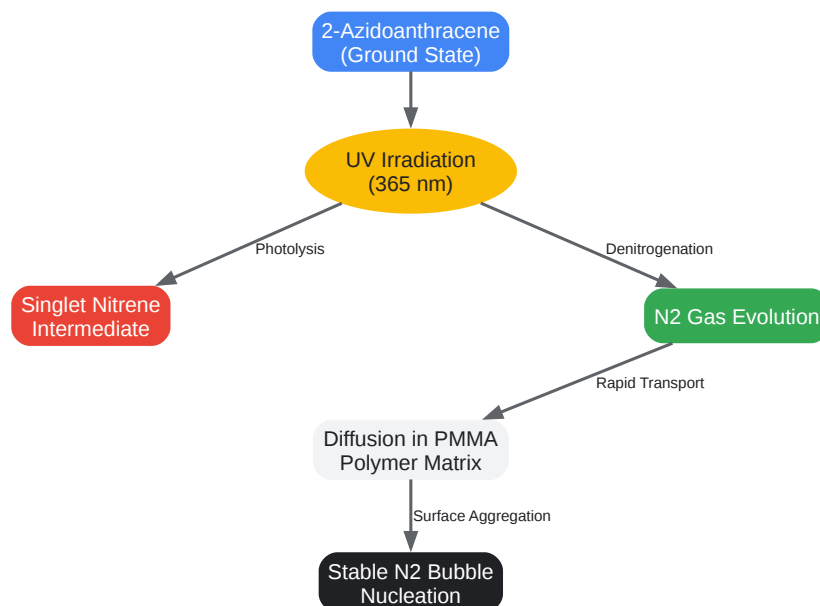 2-Azidoanthracene
(Ground State)
UV Irradiation
(365 nm)
Photolysis
Denitrogenation
Singlet Nitrene
Intermediate
N2 Gas Evolution
Rapid Transport
Diffusion in PMMA
Polymer Matrix
Surface Aggregation
Stable N2 Bubble
Nucleation